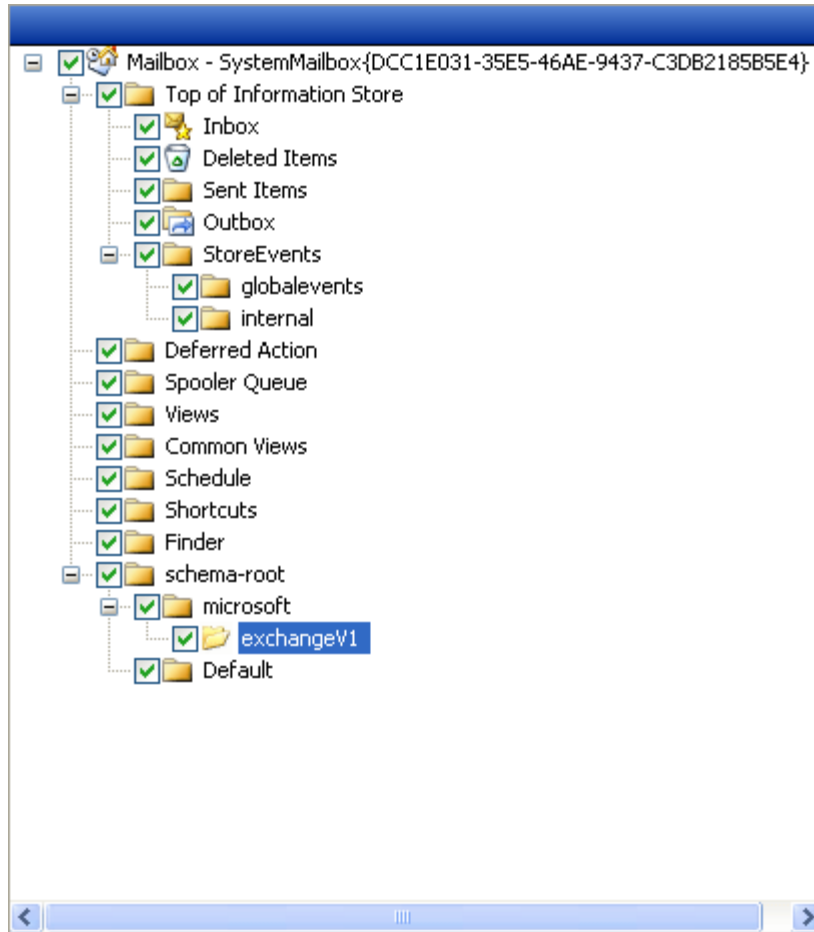 Mailbox - SystemMailbox{DCC1E031-35E5-46AE-9437-C3DB2185B5E4}
Top of Information Store
Inbox
Deleted Items
Sent Items
Outbox
StoreEvents
globalevents
internal
Deferred Action
Spooler Queue
Views
Common Views
Schedule
Shortcuts
Finder
schema-root
microsoft
exchangeV1
Default